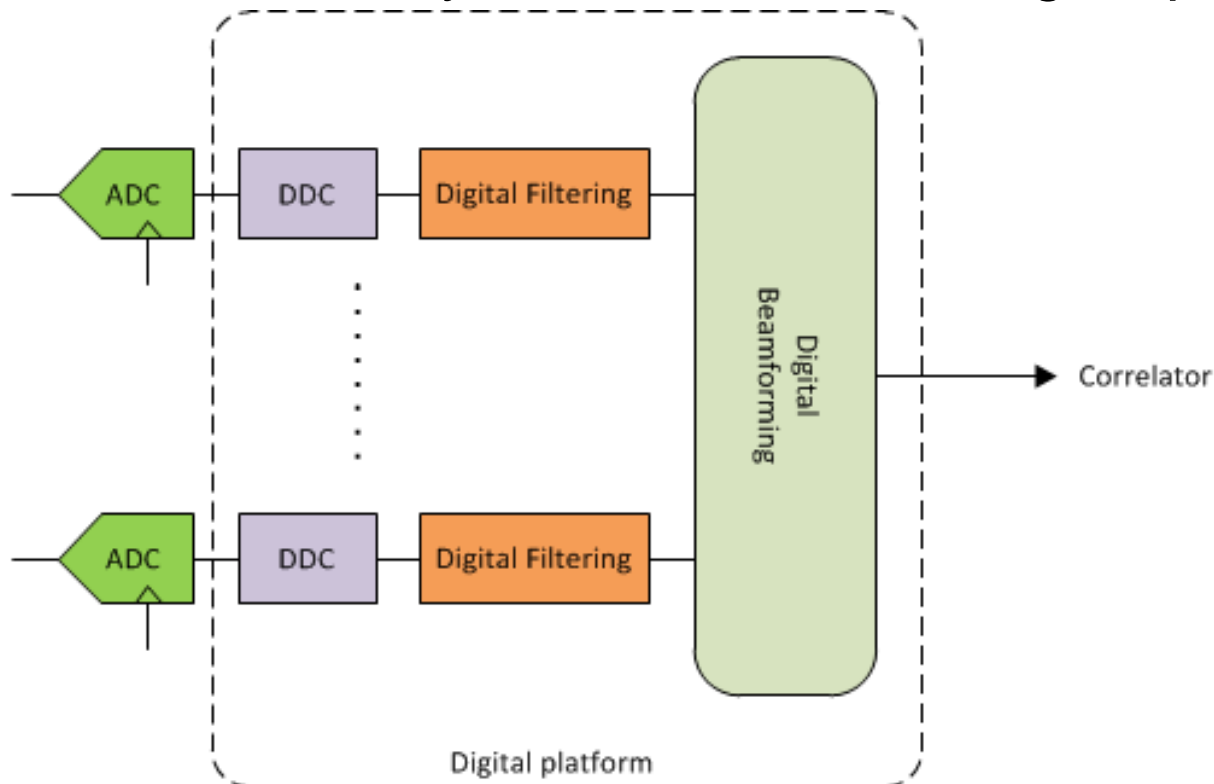 ADC
DDC
Digital Filtering
Digital
Beamforming
Correlator
ADC
DDC
Digital Filtering
Digital platform